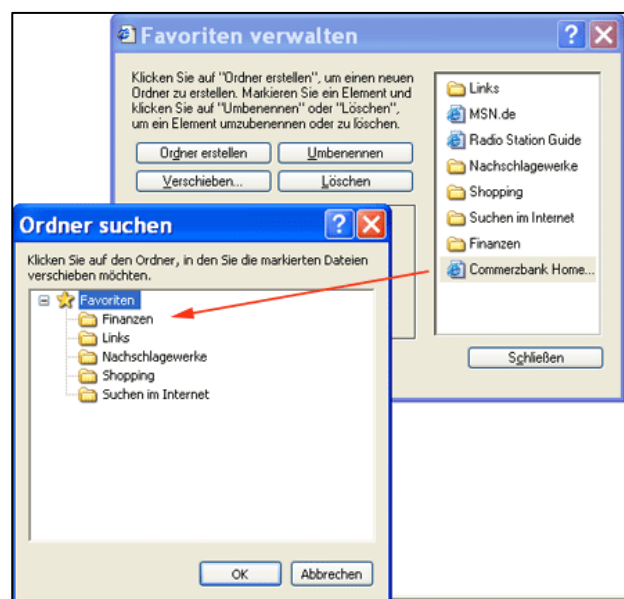 Favoriten verwalten
Klicken Sie auf "Ordner erstellen", um einen neuen
Ordner zu erstellen. Markieren Sie ein Element und
klicken Sie auf "Umbenennen" oder "Löschen",
um ein Element umzubenennen oder zu löschen.
Ordner erstellen
Umbenennen
Verschieben...
Löschen
Links
MSN.de
Radio Station Guide
Nachschlagewerke
Shopping
Suchen im Internet
Finanzen
Commerzbank Home...
Schließen
Ordner suchen
Klicken Sie auf den Ordner, in den Sie die markierten Dateien
verschieben möchten.
Favoriten
Finanzen
Links
Nachschlagewerke
Shopping
Suchen im Internet
OK
Abbrechen